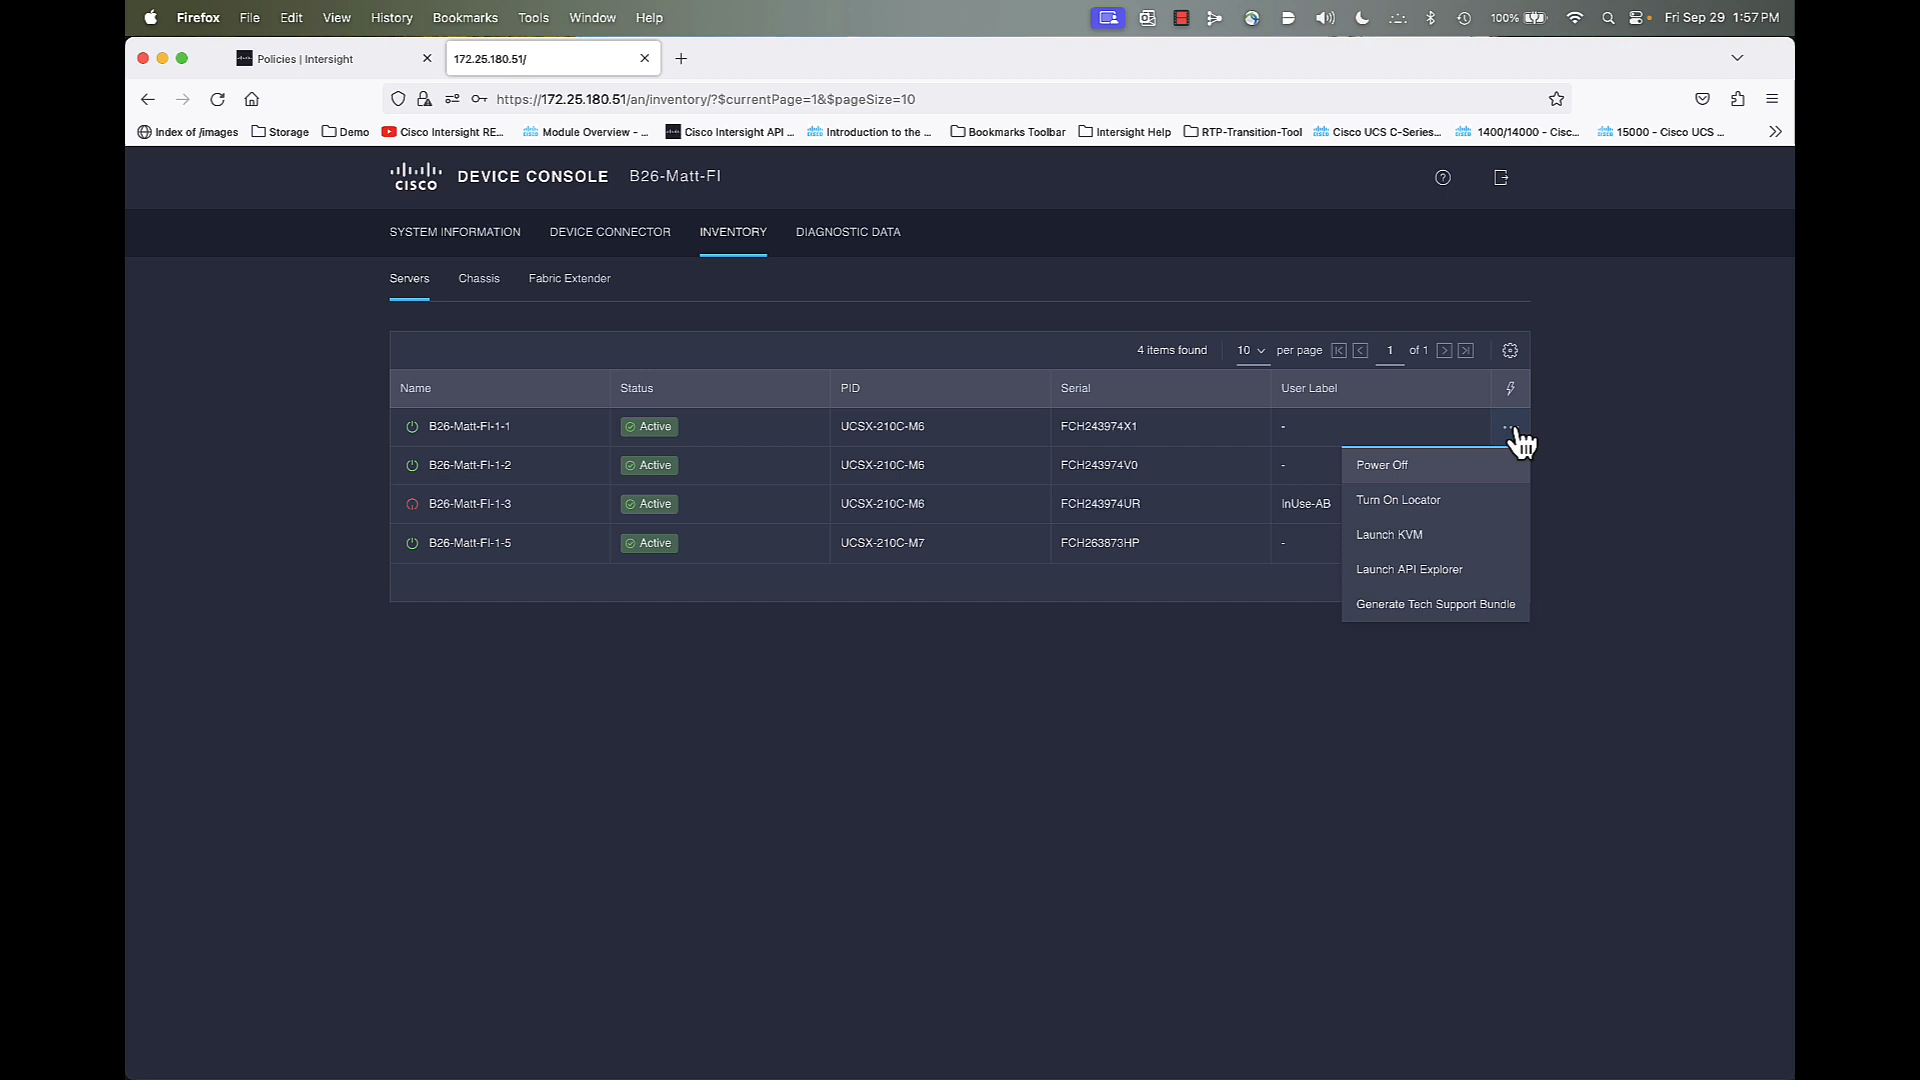 Firefox File Edit View History Bookmarks Tools Window Help 100% Fri Sep 29 1:57 PM
Policies | Intersight 172.25.180.51/
https://172.25.180.51/an/inventory/?$currentPage=1&$pageSize=10
Index of /images Storage Demo Cisco Intersight RE... Module Overview - ... Cisco Intersight API ... Introduction to the ... Bookmarks Toolbar Intersight Help RTP-Transition-Tool Cisco UCS C-Series... 1400/14000 - Cisc... 15000 - Cisco UCS ...
CISCO DEVICE CONSOLE B26-Matt-FI
SYSTEM INFORMATION DEVICE CONNECTOR INVENTORY DIAGNOSTIC DATA
Servers Chassis Fabric Extender
4 items found 10 per page 1 of 1
Name Status PID Serial User Label
B26-Matt-FI-1-1 Active UCSX-210C-M6 FCH243974X1 -
B26-Matt-FI-1-2 Active UCSX-210C-M6 FCH243974V0 -
B26-Matt-FI-1-3 Active UCSX-210C-M6 FCH243974UR InUse-AB
B26-Matt-FI-1-5 Active UCSX-210C-M7 FCH263873HP -
Power Off
Turn On Locator
Launch KVM
Launch API Explorer
Generate Tech Support Bundle